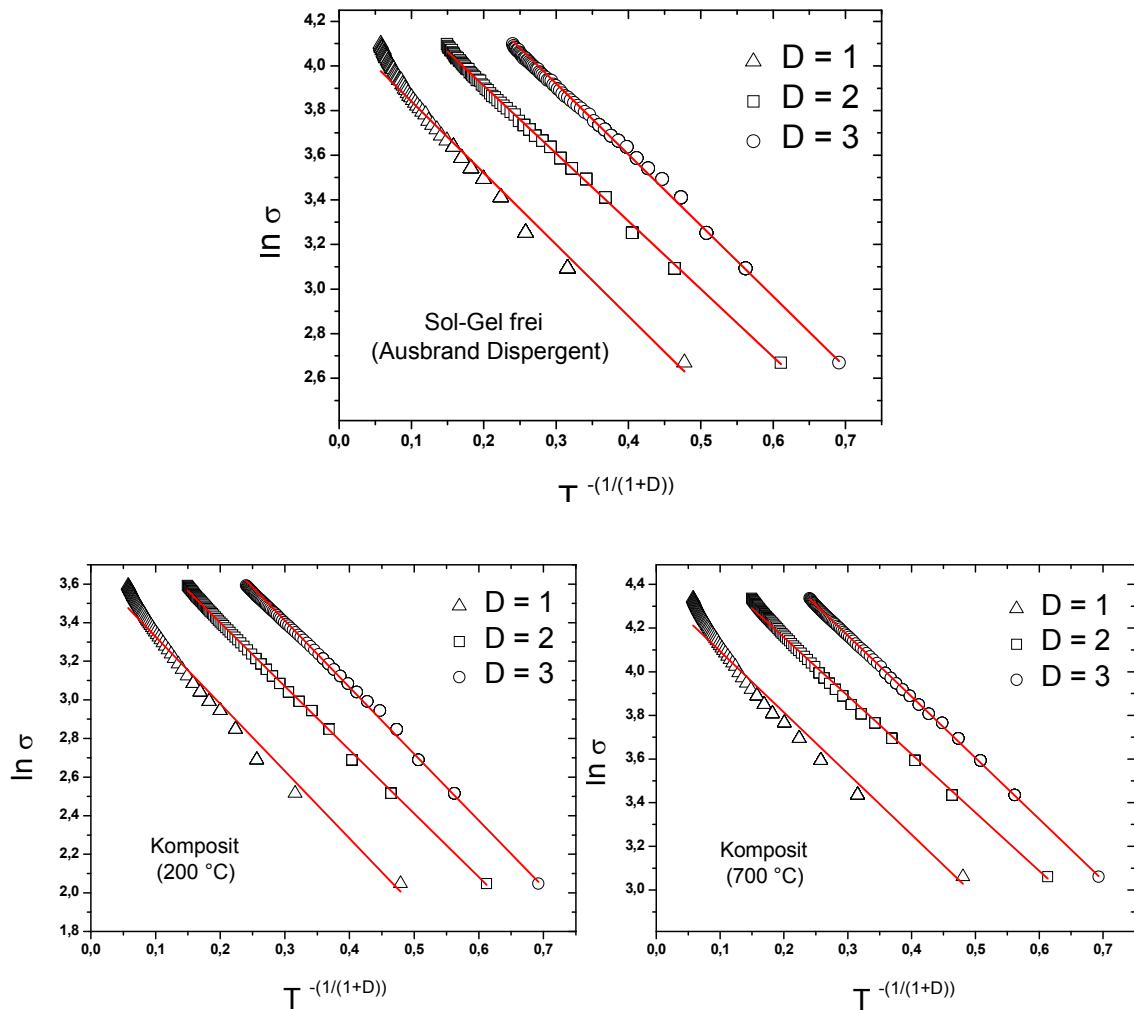 4,2
4,0
3,8
3,6
3,4
3,2
3,0
2,8
2,6
ln σ
D = 1
D = 2
D = 3
Sol-Gel frei
(Ausbrand Dispergent)
0,0 0,1 0,2 0,3 0,4 0,5 0,6 0,7
T -(1/(1+D))
3,6
3,4
3,2
3,0
2,8
2,6
2,4
2,2
2,0
1,8
ln σ
D = 1
D = 2
D = 3
Komposit
(200 °C)
0,0 0,1 0,2 0,3 0,4 0,5 0,6 0,7
T -(1/(1+D))
4,4
4,2
4,0
3,8
3,6
3,4
3,2
3,0
ln σ
D = 1
D = 2
D = 3
Komposit
(700 °C)
0,0 0,1 0,2 0,3 0,4 0,5 0,6 0,7
T -(1/(1+D))